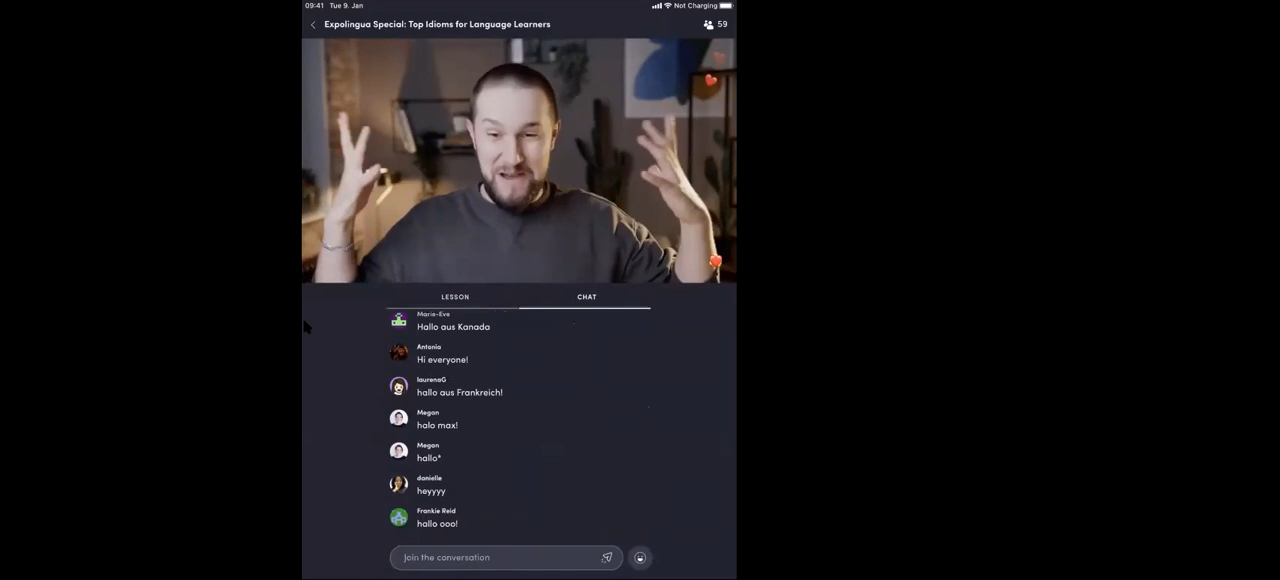 09:41 Tue 9. Jan Not Charging
Expolingua Special: Top Idioms for Language Learners 59
LESSON CHAT
Marie-Eve
Hallo aus Kanada
Antonia
Hi everyone!
laurenaG
hallo aus Frankreich!
Megan
halo max!
Megan
hallo*
danielle
heyyyy
Frankie Reid
hallo ooo!
Join the conversation